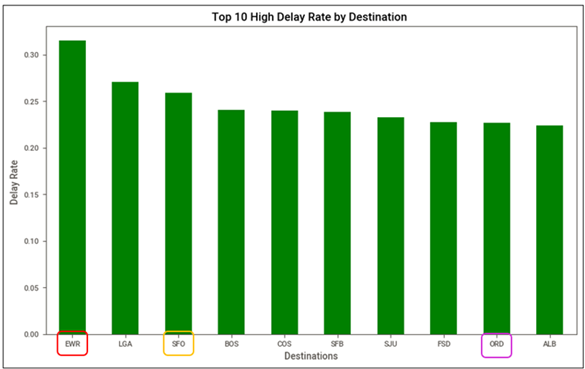 Top 10 High Delay Rate by Destination
0.30
0.25
0.20
0.15
0.10
0.05
0.00
Delay Rate
EWR LGA SFO BOS COS SFB SJU FSD ORD ALB
Destinations